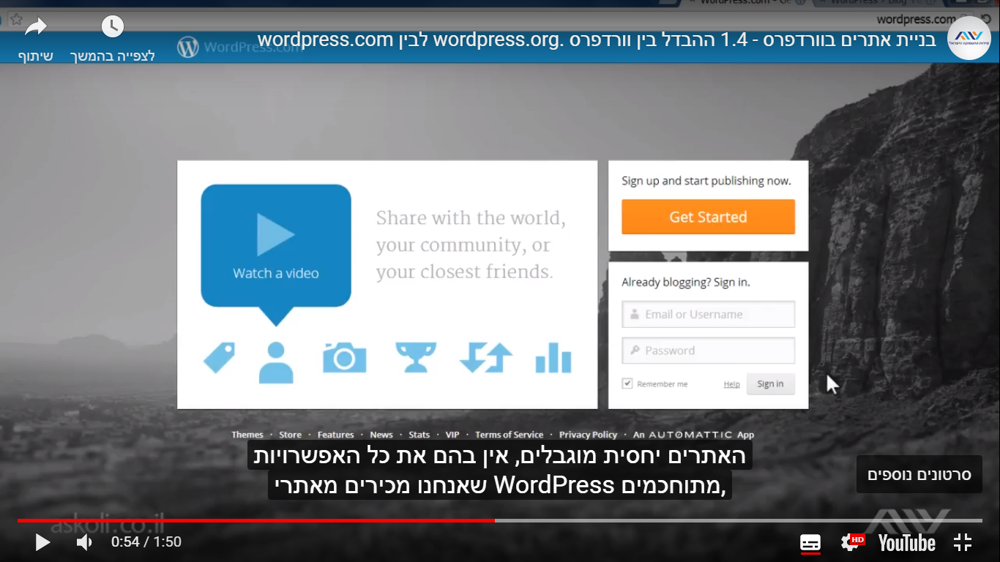 wordpress.com
שיתוף
לצפייה בהמשך
WordPress.com
בניית אתרים בוורדפרס - 1.4 ההבדל בין וורדפרס .wordpress.org לבין wordpress.com
Share with the world,
your community, or
your closest friends.
Watch a video
Sign up and start publishing now.
Get Started
Already blogging? Sign in.
Email or Username
Password
Remember me
Help
Sign in
Themes · Store · Features · News · Stats · VIP · Terms of Service · Privacy Policy · An AUTOMATTIC App
האתרים יחסית מוגבלים, אין בהם את כל האפשרויות
שאנחנו מכירים מאתרי WordPress מתוחכמים,
סרטונים נוספים
askoli.co.il
0:54 / 1:50
HD
YouTube